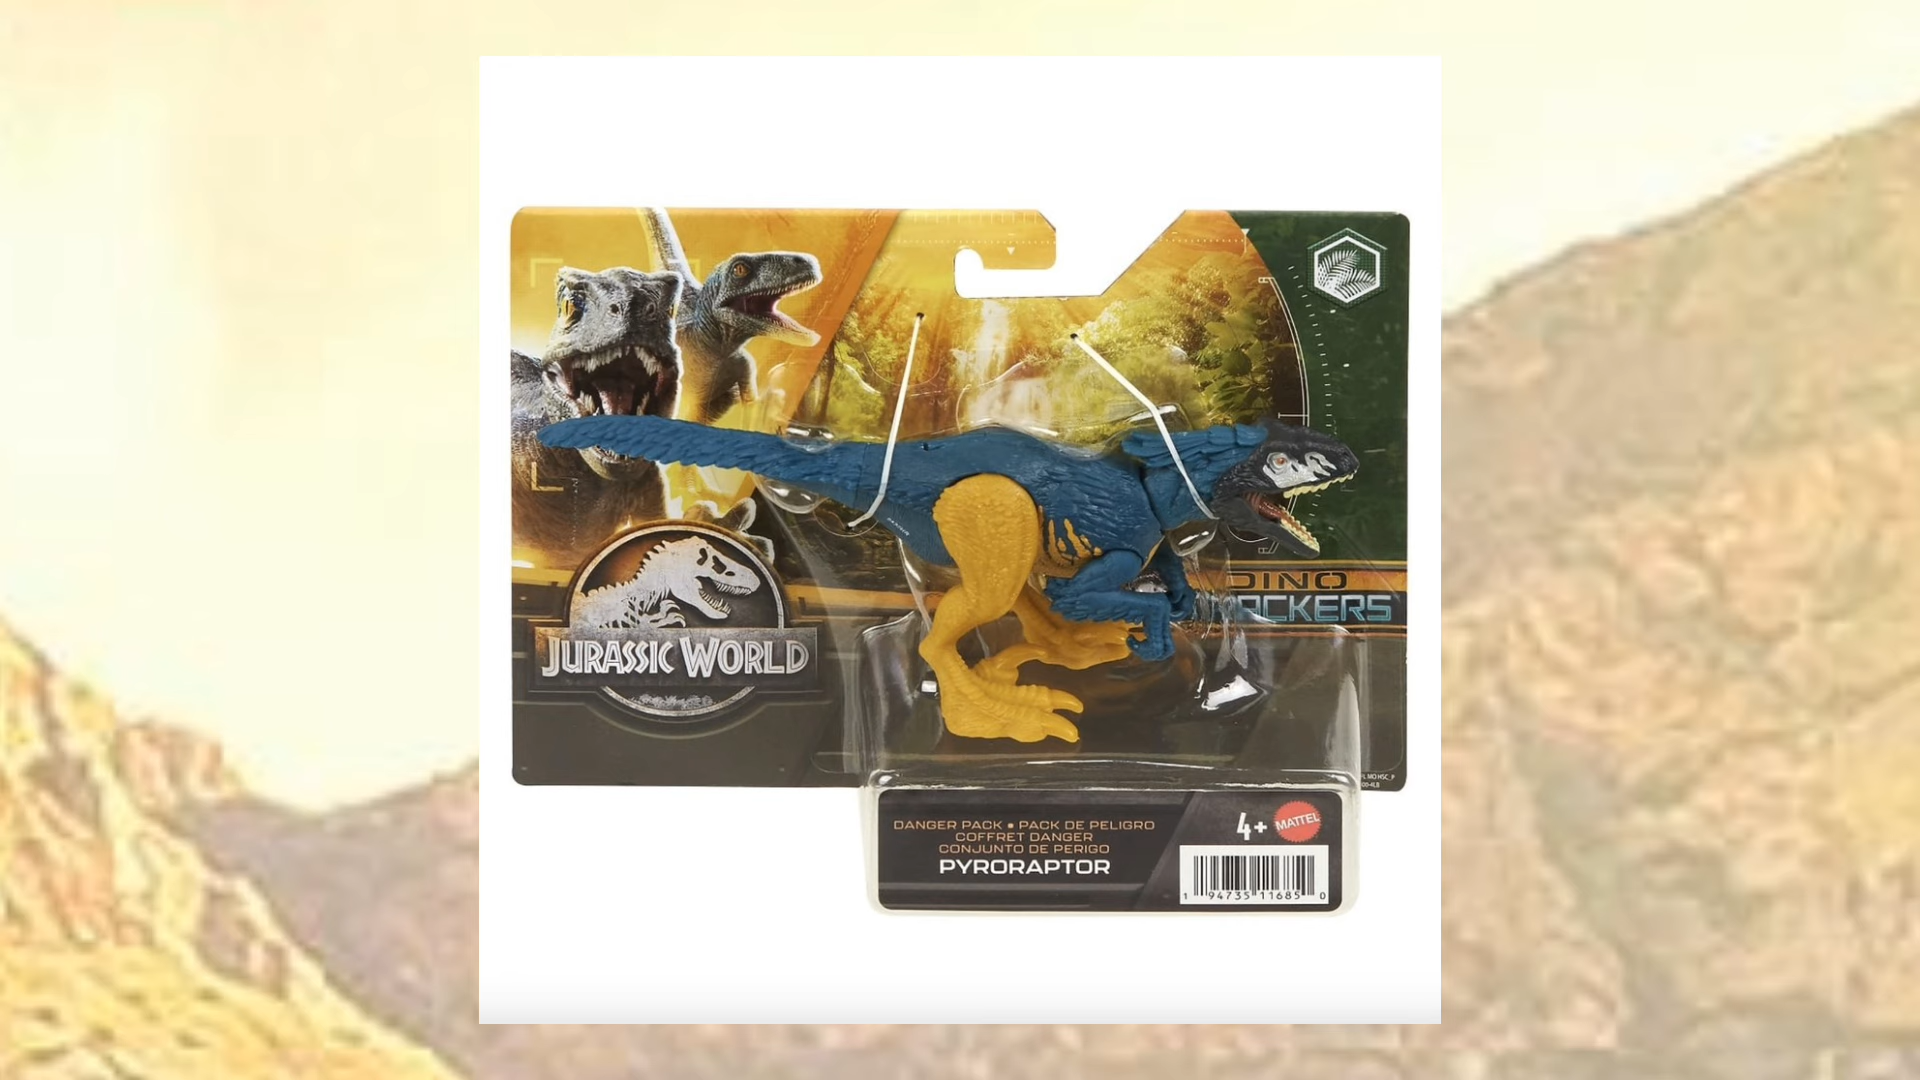 JURASSIC WORLD
DINO
DANGER PACK • PACK DE PELIGRO
COFFRET DANGER
CONJUNTO DE PERIGO
PYRORAPTOR
4+
MATTEL
1 94735 11685 0